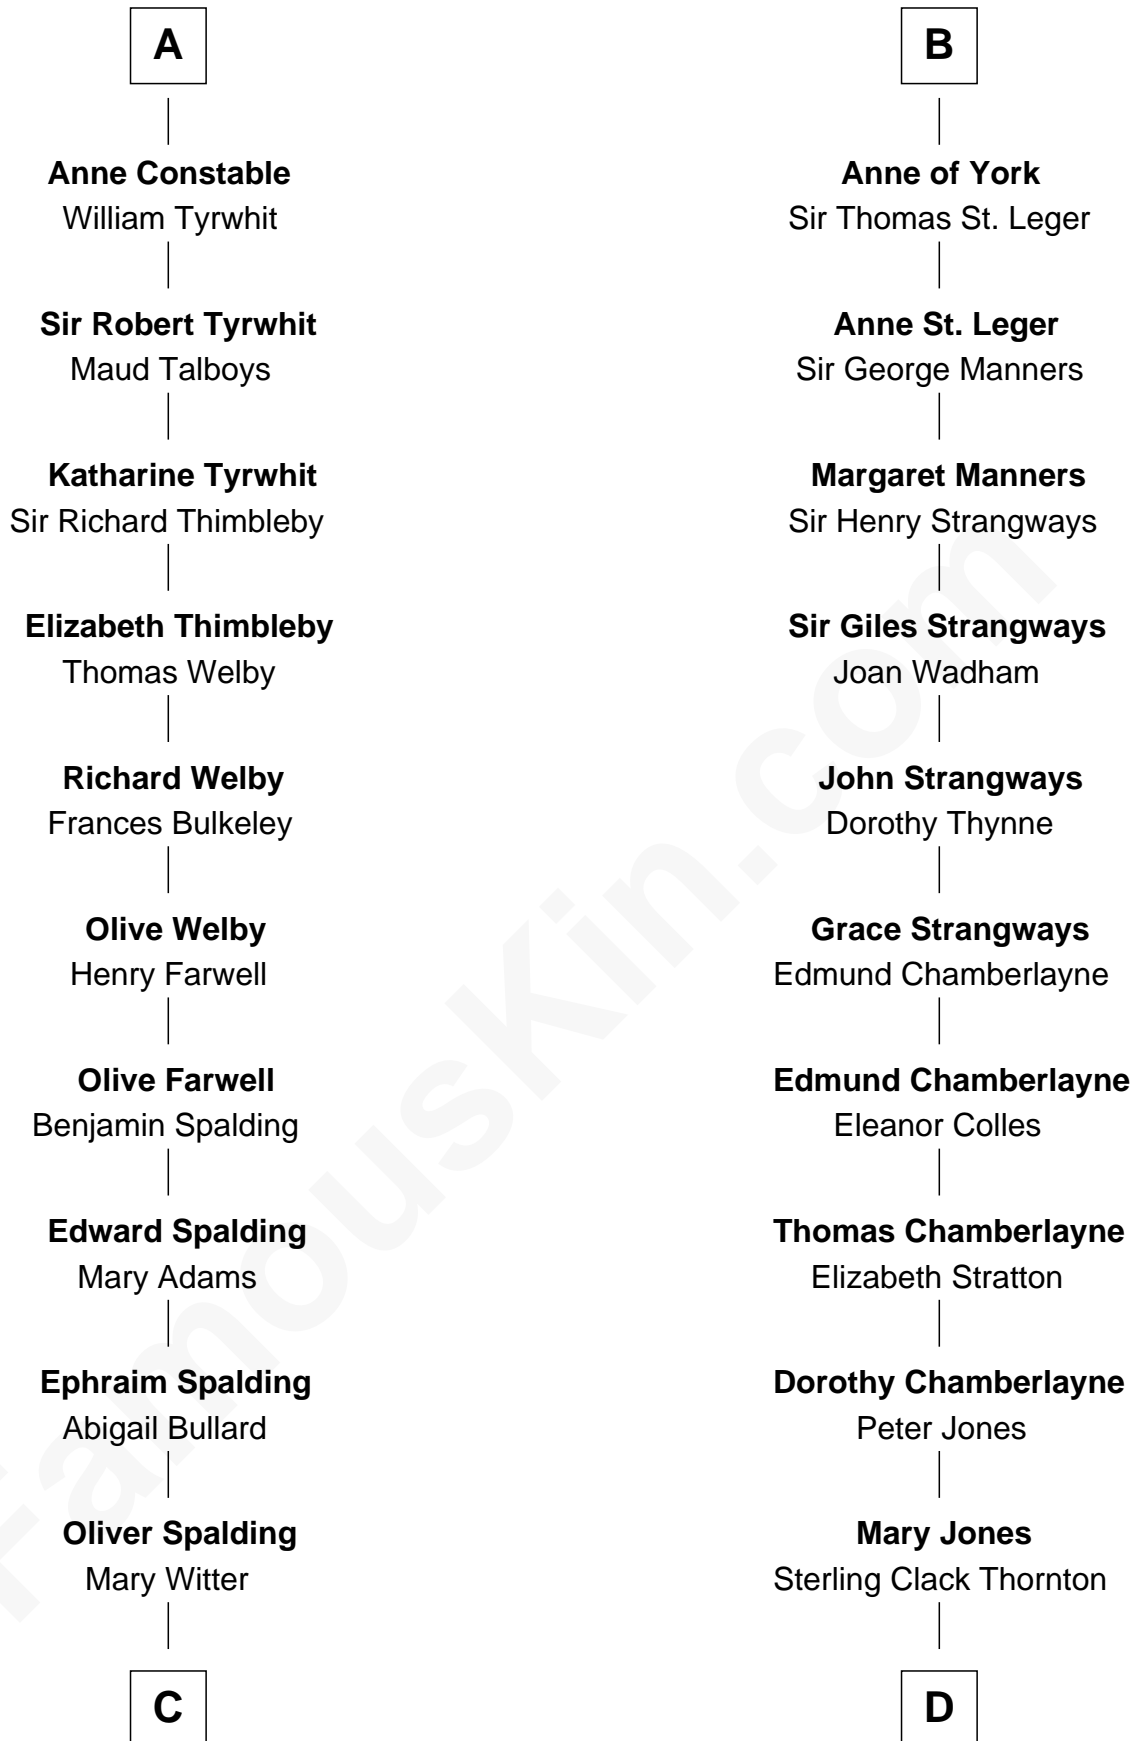 A
Anne Constable
William Tyrwhit
Sir Robert Tyrwhit
Maud Talboys
Katharine Tyrwhit
Sir Richard Thimbleby
Elizabeth Thimbleby
Thomas Welby
Richard Welby
Frances Bulkeley
Olive Welby
Henry Farwell
Olive Farwell
Benjamin Spalding
Edward Spalding
Mary Adams
Ephraim Spalding
Abigail Bullard
Oliver Spalding
Mary Witter
C
B
Anne of York
Sir Thomas St. Leger
Anne St. Leger
Sir George Manners
Margaret Manners
Sir Henry Strangways
Sir Giles Strangways
Joan Wadham
John Strangways
Dorothy Thynne
Grace Strangways
Edmund Chamberlayne
Edmund Chamberlayne
Eleanor Colles
Thomas Chamberlayne
Elizabeth Stratton
Dorothy Chamberlayne
Peter Jones
Mary Jones
Sterling Clack Thornton
D
FamousKin.com